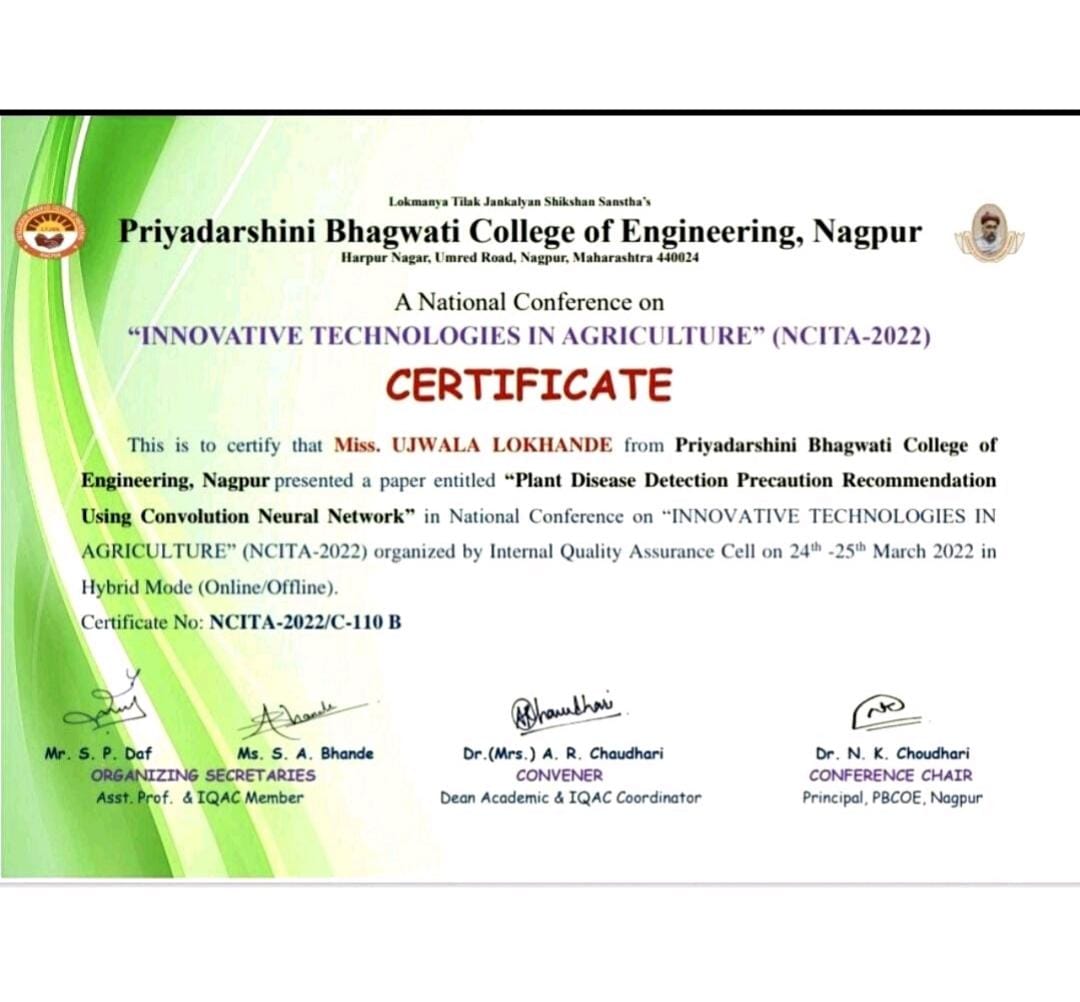 Lokmanya Tilak Jankalyan Shikshan Sanstha's
Priyadarshini Bhagwati College of Engineering, Nagpur
Harpur Nagar, Umred Road, Nagpur, Maharashtra 440024
A National Conference on
“INNOVATIVE TECHNOLOGIES IN AGRICULTURE” (NCITA-2022)
CERTIFICATE
This is to certify that Miss. UJWALA LOKHANDE from Priyadarshini Bhagwati College of
Engineering, Nagpur presented a paper entitled “Plant Disease Detection Precaution Recommendation
Using Convolution Neural Network” in National Conference on “INNOVATIVE TECHNOLOGIES IN
AGRICULTURE” (NCITA-2022) organized by Internal Quality Assurance Cell on 24th -25th March 2022 in
Hybrid Mode (Online/Offline).
Certificate No: NCITA-2022/C-110 B
Mr. S. P. Daf Ms. S. A. Bhande Dr.(Mrs.) A. R. Chaudhari Dr. N. K. Choudhari
ORGANIZING SECRETARIES CONVENER CONFERENCE CHAIR
Asst. Prof. & IQAC Member Dean Academic & IQAC Coordinator Principal, PBCOE, Nagpur